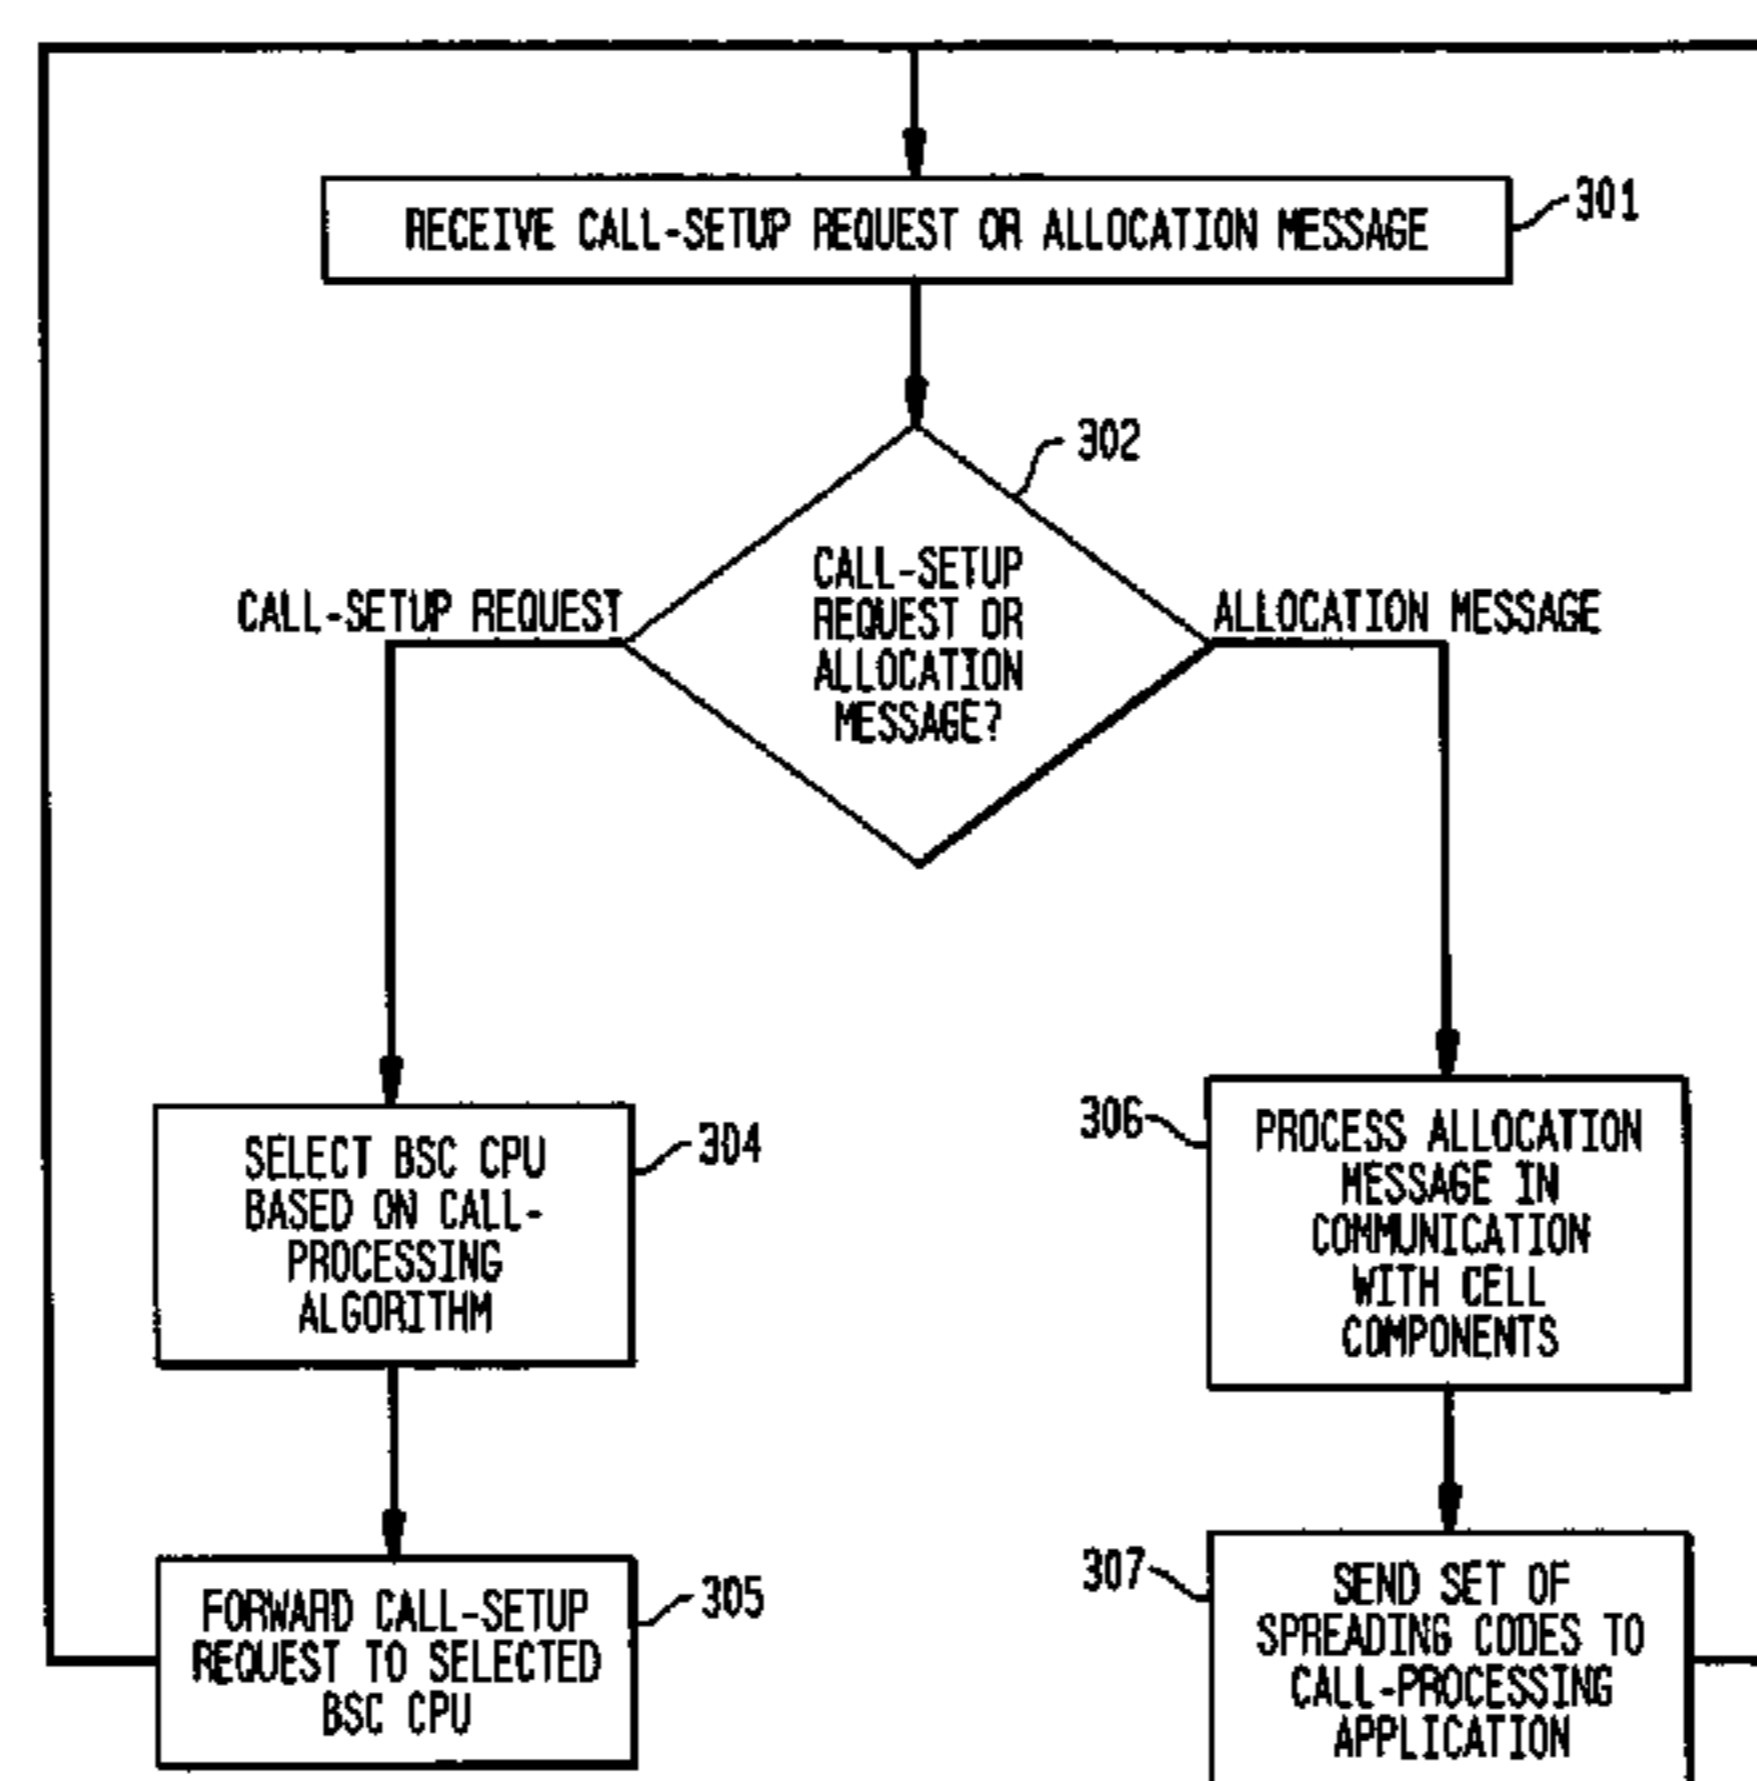 RECEIVE CALL-SETUP REQUEST OR ALLOCATION MESSAGE
301
302
CALL-SETUP
REQUEST OR
ALLOCATION
MESSAGE?
CALL-SETUP REQUEST
ALLOCATION MESSAGE
SELECT BSC CPU
BASED ON CALL-
PROCESSING
ALGORITHM
304
306
PROCESS ALLOCATION
MESSAGE IN
COMMUNICATION
WITH CELL
COMPONENTS
FORWARD CALL-SETUP
REQUEST TO SELECTED
BSC CPU
305
307
SEND SET OF
SPREADING CODES TO
CALL-PROCESSING
APPLICATION